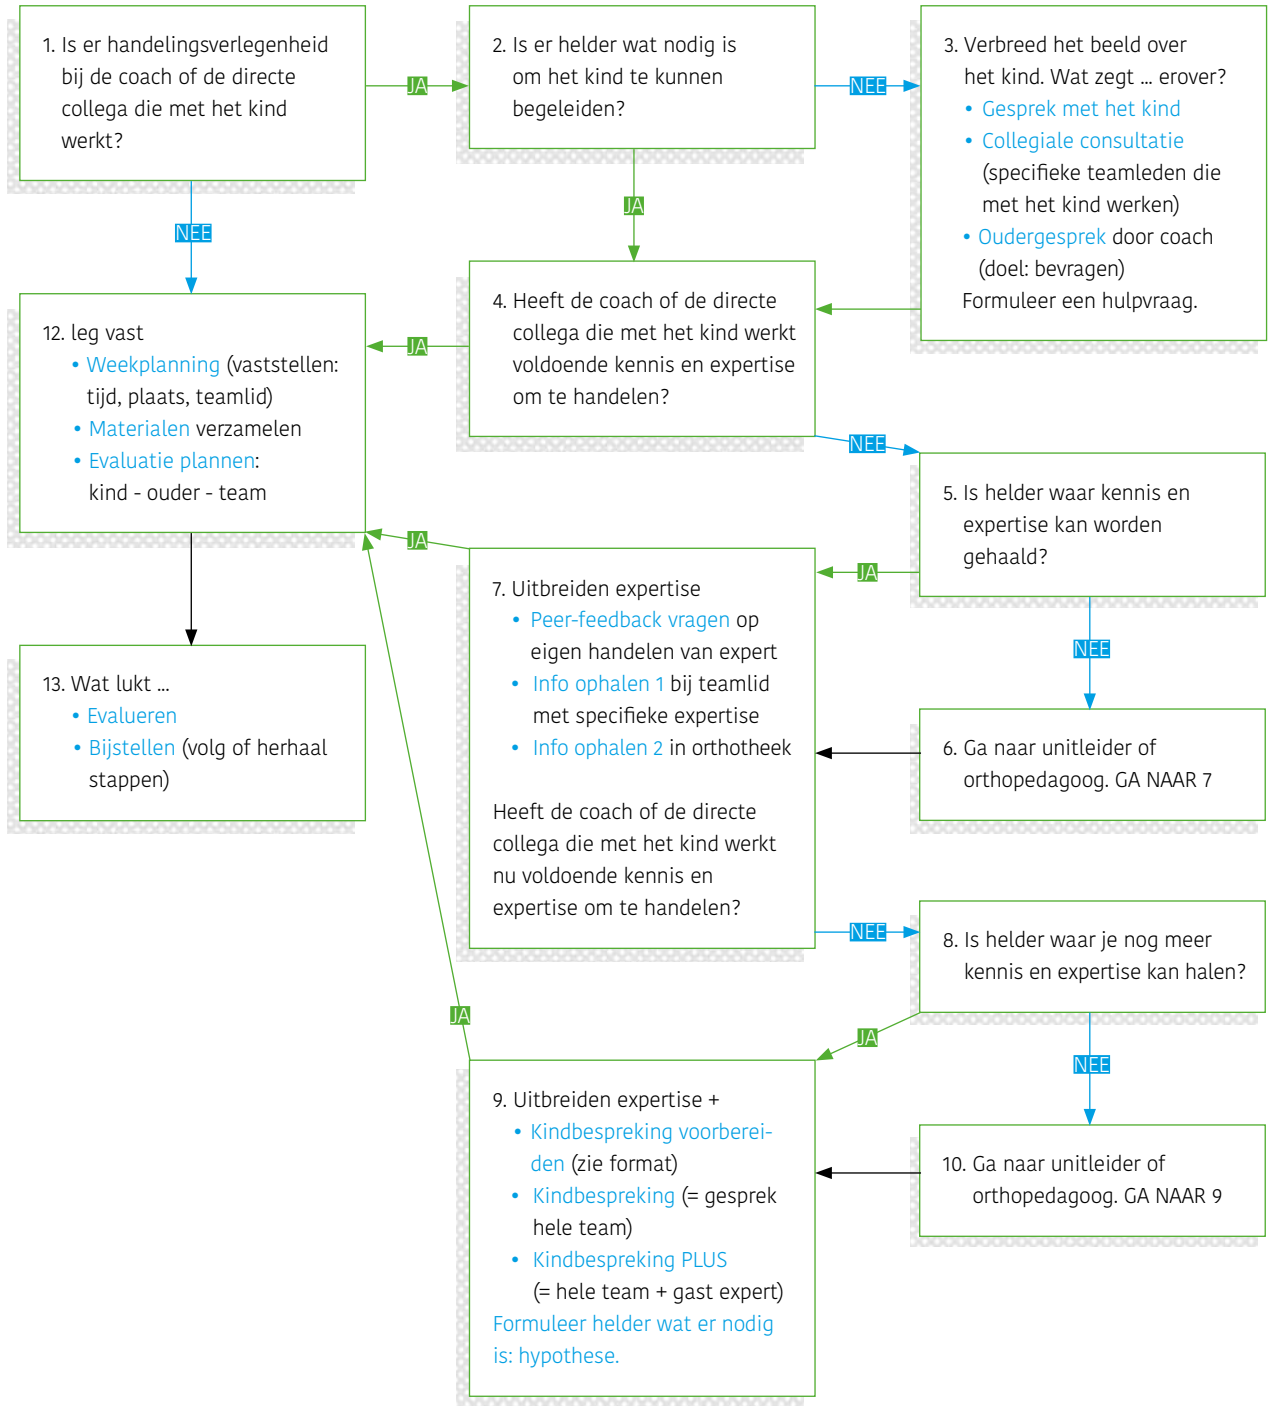 1. Is er handelingsverlegenheid
bij de coach of de directe
collega die met het kind
werkt?
JA
NEE
2. Is er helder wat nodig is
om het kind te kunnen
begeleiden?
NEE
JA
3. Verbreed het beeld over
het kind. Wat zegt ... erover?
• Gesprek met het kind
• Collegiale consultatie
(specifieke teamleden die
met het kind werken)
• Oudergesprek door coach
(doel: bevragen)
Formuleer een hulpvraag.
4. Heeft de coach of de directe
collega die met het kind werkt
voldoende kennis en expertise
om te handelen?
JA
NEE
12. leg vast
• Weekplanning (vaststellen:
tijd, plaats, teamlid)
• Materialen verzamelen
• Evaluatie plannen:
kind - ouder - team
5. Is helder waar kennis en
expertise kan worden
gehaald?
JA
NEE
6. Ga naar unitleider of
orthopedagoog. GA NAAR 7
7. Uitbreiden expertise
• Peer-feedback vragen op
eigen handelen van expert
• Info ophalen 1 bij teamlid
met specifieke expertise
• Info ophalen 2 in orthotheek
Heeft de coach of de directe
collega die met het kind werkt
nu voldoende kennis en
expertise om te handelen?
JA
NEE
13. Wat lukt ...
• Evalueren
• Bijstellen (volg of herhaal
stappen)
8. Is helder waar je nog meer
kennis en expertise kan halen?
JA
NEE
9. Uitbreiden expertise +
• Kindbespreking voorberei-
den (zie format)
• Kindbespreking (= gesprek
hele team)
• Kindbespreking PLUS
(= hele team + gast expert)
Formuleer helder wat er nodig
is: hypothese.
JA
10. Ga naar unitleider of
orthopedagoog. GA NAAR 9